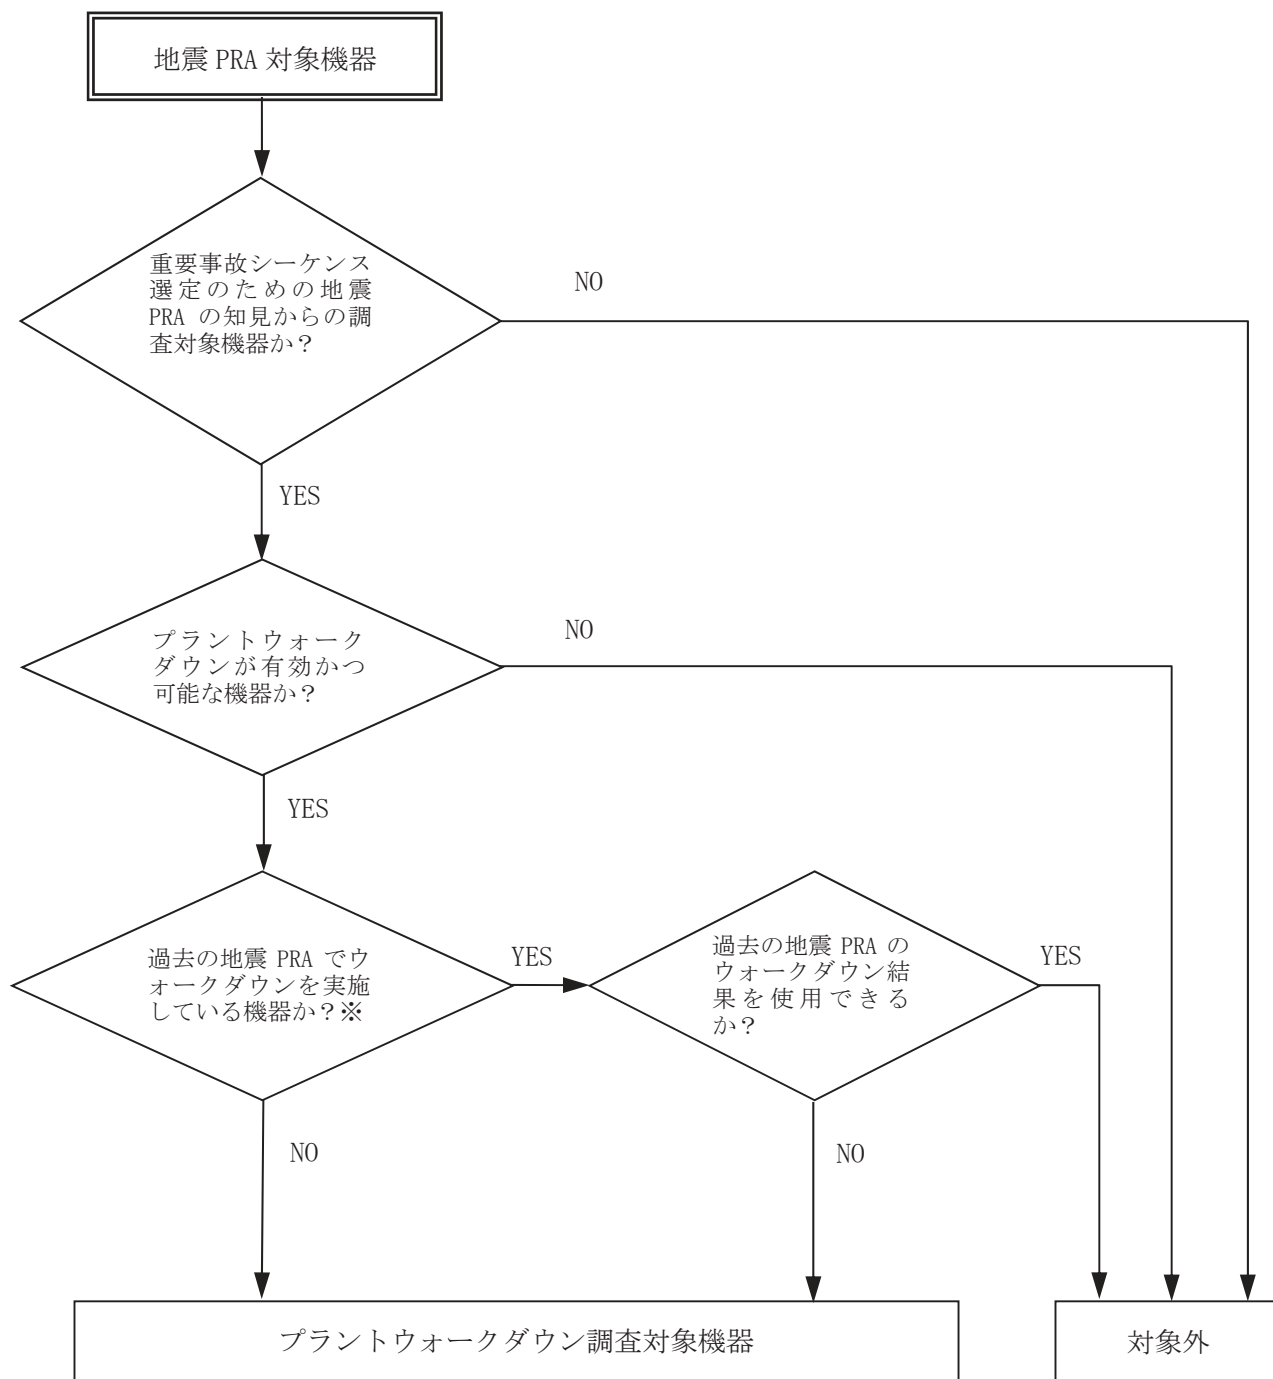 地震 PRA 対象機器
重要事故シーケンス
選定のための地震
PRA の知見からの調
査対象機器か？
NO
YES
プラントウォーク
ダウンが有効かつ
可能な機器か？
NO
YES
過去の地震 PRA でウ
ォークダウンを実施
している機器か？※
YES
過去の地震 PRA の
ウォークダウン結
果を使用できる
か？
YES
NO
NO
プラントウォークダウン調査対象機器
対象外